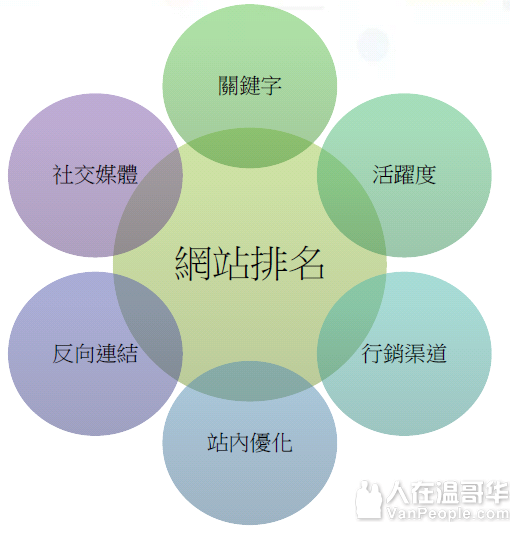 關鍵字
社交媒體
活躍度
網站排名
反向連結
行銷渠道
站內優化
人在温哥华
VanPeople.com